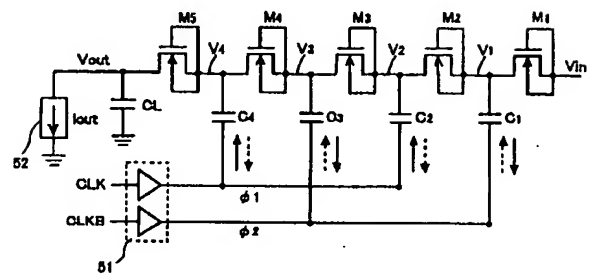 M5 M4 M3 M2 M1
Vout V4 V3 V2 V1 Vin
CL C4 C3 C2 C1
Iout
52
CLK
φ1
CLKB
φ2
51